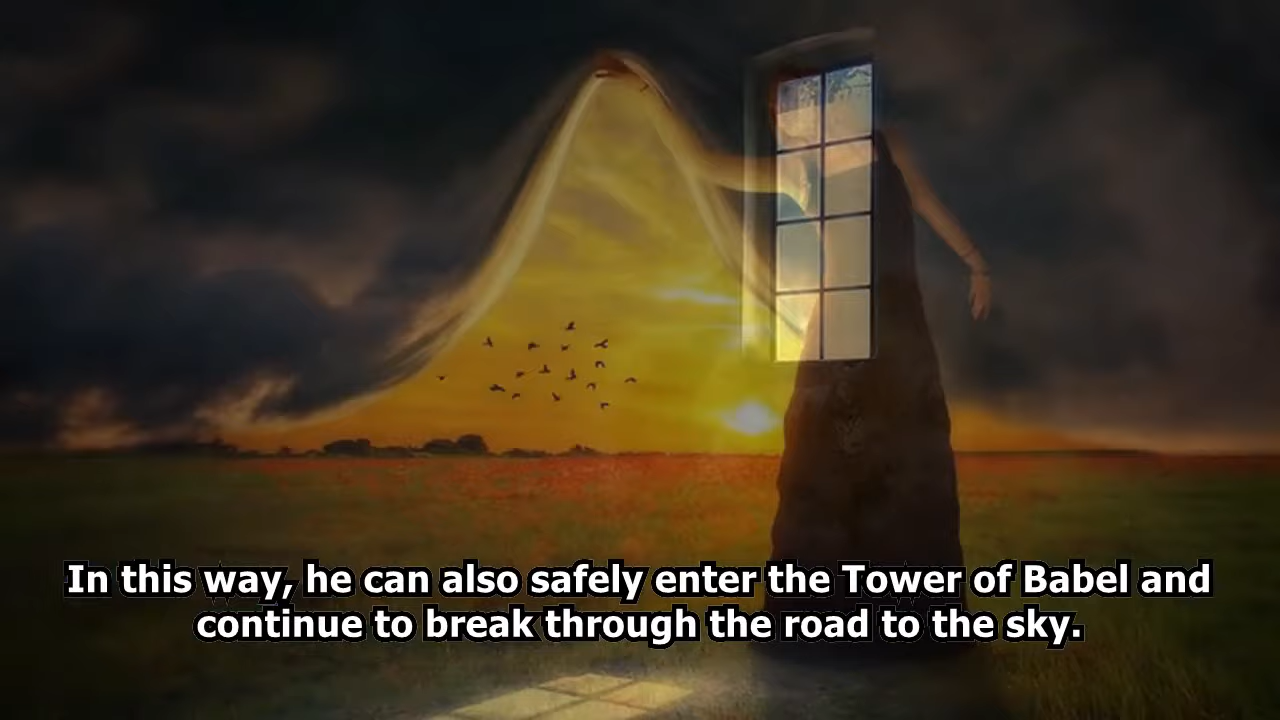 In this way, he can also safely enter the Tower of Babel and
continue to break through the road to the sky.